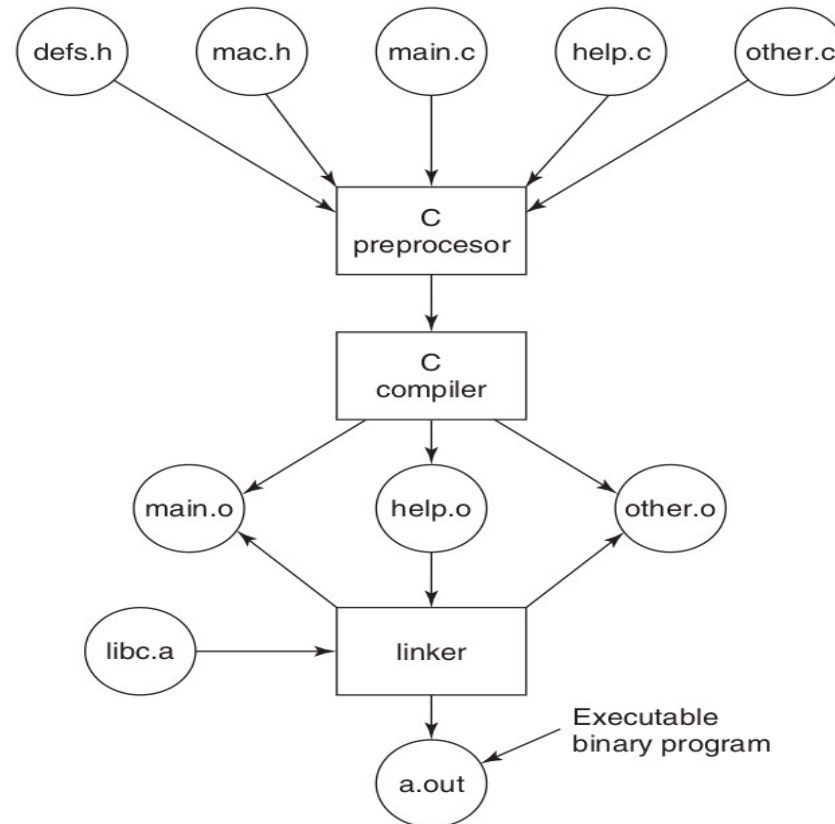 defs.h
mac.h
main.c
help.c
other.c
C
preprocesor
C
compiler
main.o
help.o
other.o
libc.a
linker
Executable
binary program
a.out